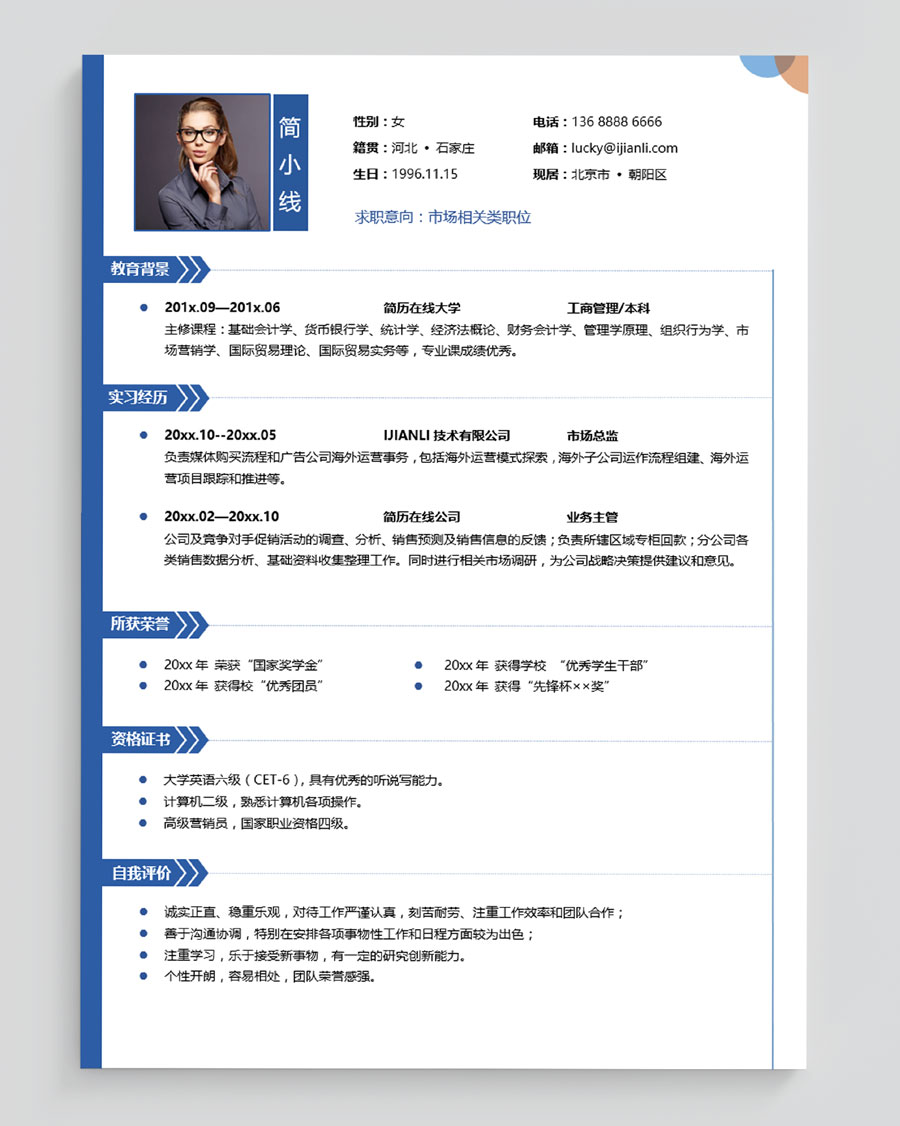 简小线
性别：女
电话：136 8888 6666
籍贯：河北 • 石家庄
邮箱：lucky@ijianli.com
生日：1996.11.15
现居：北京市 • 朝阳区
求职意向：市场相关类职位
教育背景
201x.09—201x.06 简历在线大学 工商管理/本科
主修课程：基础会计学、货币银行学、统计学、经济法概论、财务会计学、管理学原理、组织行为学、市
场营销学、国际贸易理论、国际贸易实务等，专业课成绩优秀。
实习经历
20xx.10--20xx.05 IJIANLI 技术有限公司 市场总监
负责媒体购买流程和广告公司海外运营事务，包括海外运营模式探索，海外子公司运作流程组建、海外运
营项目跟踪和推进等。
20xx.02—20xx.10 简历在线公司 业务主管
公司及竞争对手促销活动的调查、分析、销售预测及销售信息的反馈；负责所辖区域专柜回款；分公司各
类销售数据分析、基础资料收集整理工作。同时进行相关市场调研，为公司战略决策提供建议和意见。
所获荣誉
20xx 年 荣获“国家奖学金”
20xx 年 获得学校 “优秀学生干部”
20xx 年 获得校“优秀团员”
20xx 年 获得“先锋杯××奖”
资格证书
大学英语六级（CET-6），具有优秀的听说写能力。
计算机二级，熟悉计算机各项操作。
高级营销员，国家职业资格四级。
自我评价
诚实正直、稳重乐观，对待工作严谨认真，刻苦耐劳、注重工作效率和团队合作；
善于沟通协调，特别在安排各项事物性工作和日程方面较为出色；
注重学习，乐于接受新事物，有一定的研究创新能力。
个性开朗，容易相处，团队荣誉感强。